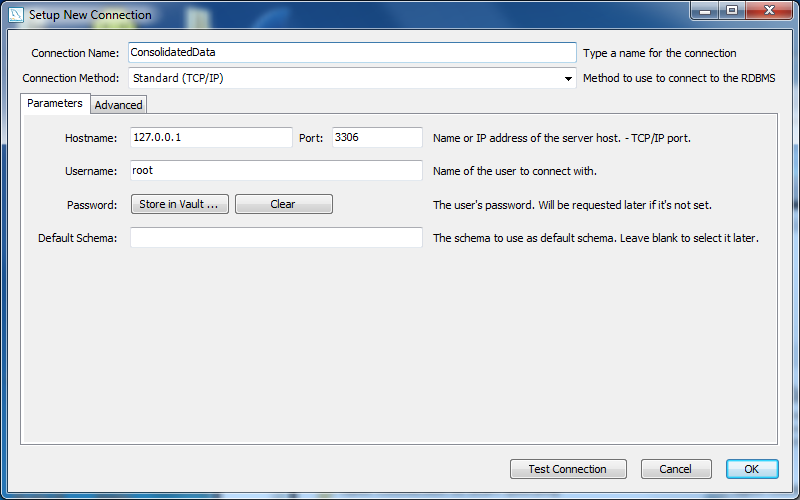 Setup New Connection
Connection Name: ConsolidatedData Type a name for the connection
Connection Method: Standard (TCP/IP) Method to use to connect to the RDBMS
Parameters Advanced
Hostname: 127.0.0.1 Port: 3306 Name or IP address of the server host. - TCP/IP port.
Username: root Name of the user to connect with.
Password: Store in Vault ... Clear The user's password. Will be requested later if it's not set.
Default Schema: The schema to use as default schema. Leave blank to select it later.
Test Connection Cancel OK